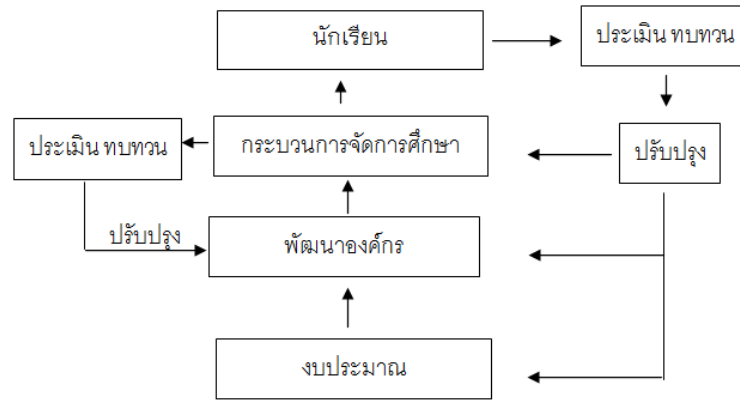 นักเรียน
ประเมิน ทบทวน
ประเมิน ทบทวน
กระบวนการจัดการศึกษา
ปรับปรุง
ปรับปรุง
พัฒนาองค์กร
งบประมาณ